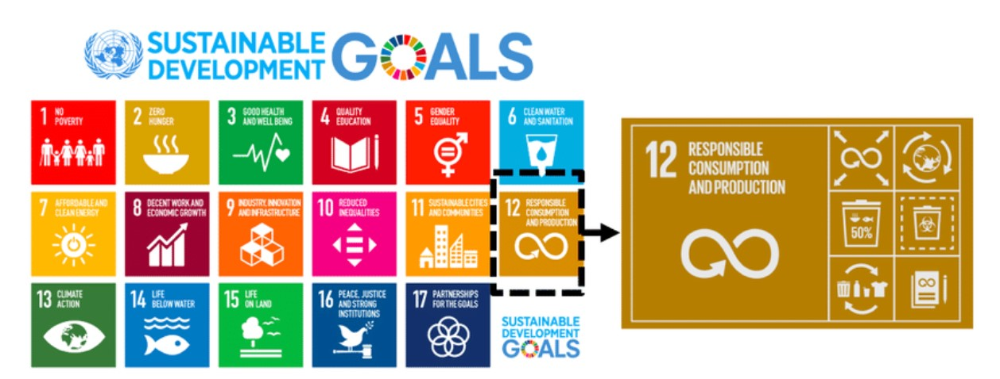 SUSTAINABLE
DEVELOPMENT
GOALS
1 NO
POVERTY
2 ZERO
HUNGER
3 GOOD HEALTH
AND WELL BEING
4 QUALITY
EDUCATION
5 GENDER
EQUALITY
6 CLEAN WATER
AND SANITATION
7 AFFORDABLE AND
CLEAN ENERGY
8 DECENT WORK AND
ECONOMIC GROWTH
9 INDUSTRY, INNOVATION
AND INFRASTRUCTURE
10 REDUCED
INEQUALITIES
11 SUSTAINABLE CITIES
AND COMMUNITIES
12 RESPONSIBLE
CONSUMPTION
AND PRODUCTION
13 CLIMATE
ACTION
14 LIFE
BELOW WATER
15 LIFE
ON LAND
16 PEACE, JUSTICE
AND STRONG
INSTITUTIONS
17 PARTNERSHIPS
FOR THE GOALS
SUSTAINABLE
DEVELOPMENT
GOALS
12 RESPONSIBLE
CONSUMPTION
AND PRODUCTION
50%